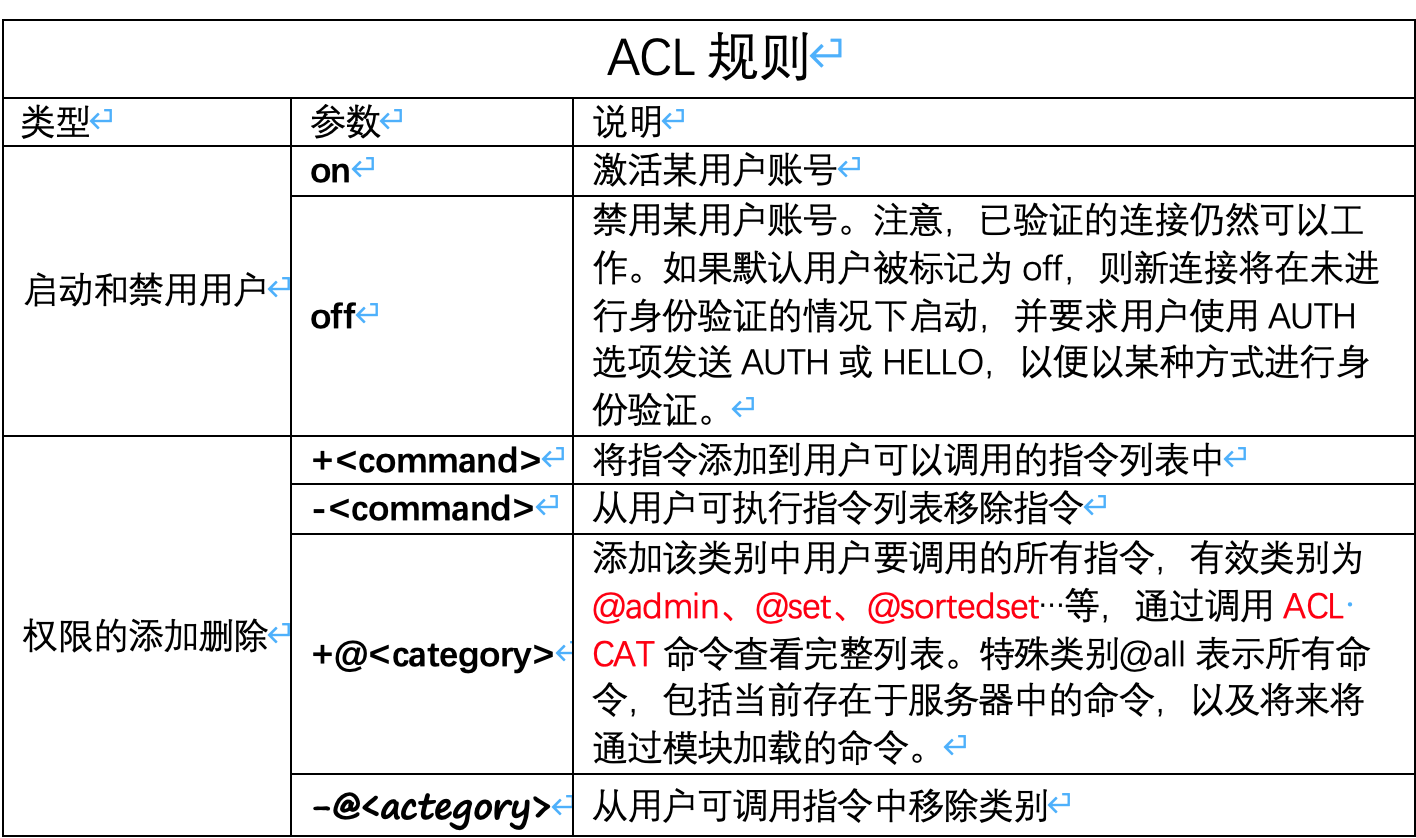 ACL 规则
类型
参数
说明
启动和禁用用户
on
激活某用户账号
off
禁用某用户账号。注意，已验证的连接仍然可以工
作。如果默认用户被标记为 off，则新连接将在未进
行身份验证的情况下启动，并要求用户使用 AUTH
选项发送 AUTH 或 HELLO，以便以某种方式进行身
份验证。
权限的添加删除
+<command>
将指令添加到用户可以调用的指令列表中
-<command>
从用户可执行指令列表移除指令
+@<category>
添加该类别中用户要调用的所有指令，有效类别为
@admin、@set、@sortedset…等，通过调用 ACL
CAT 命令查看完整列表。特殊类别@all 表示所有命
令，包括当前存在于服务器中的命令，以及将来将
通过模块加载的命令。
-@<actegory>
从用户可调用指令中移除类别